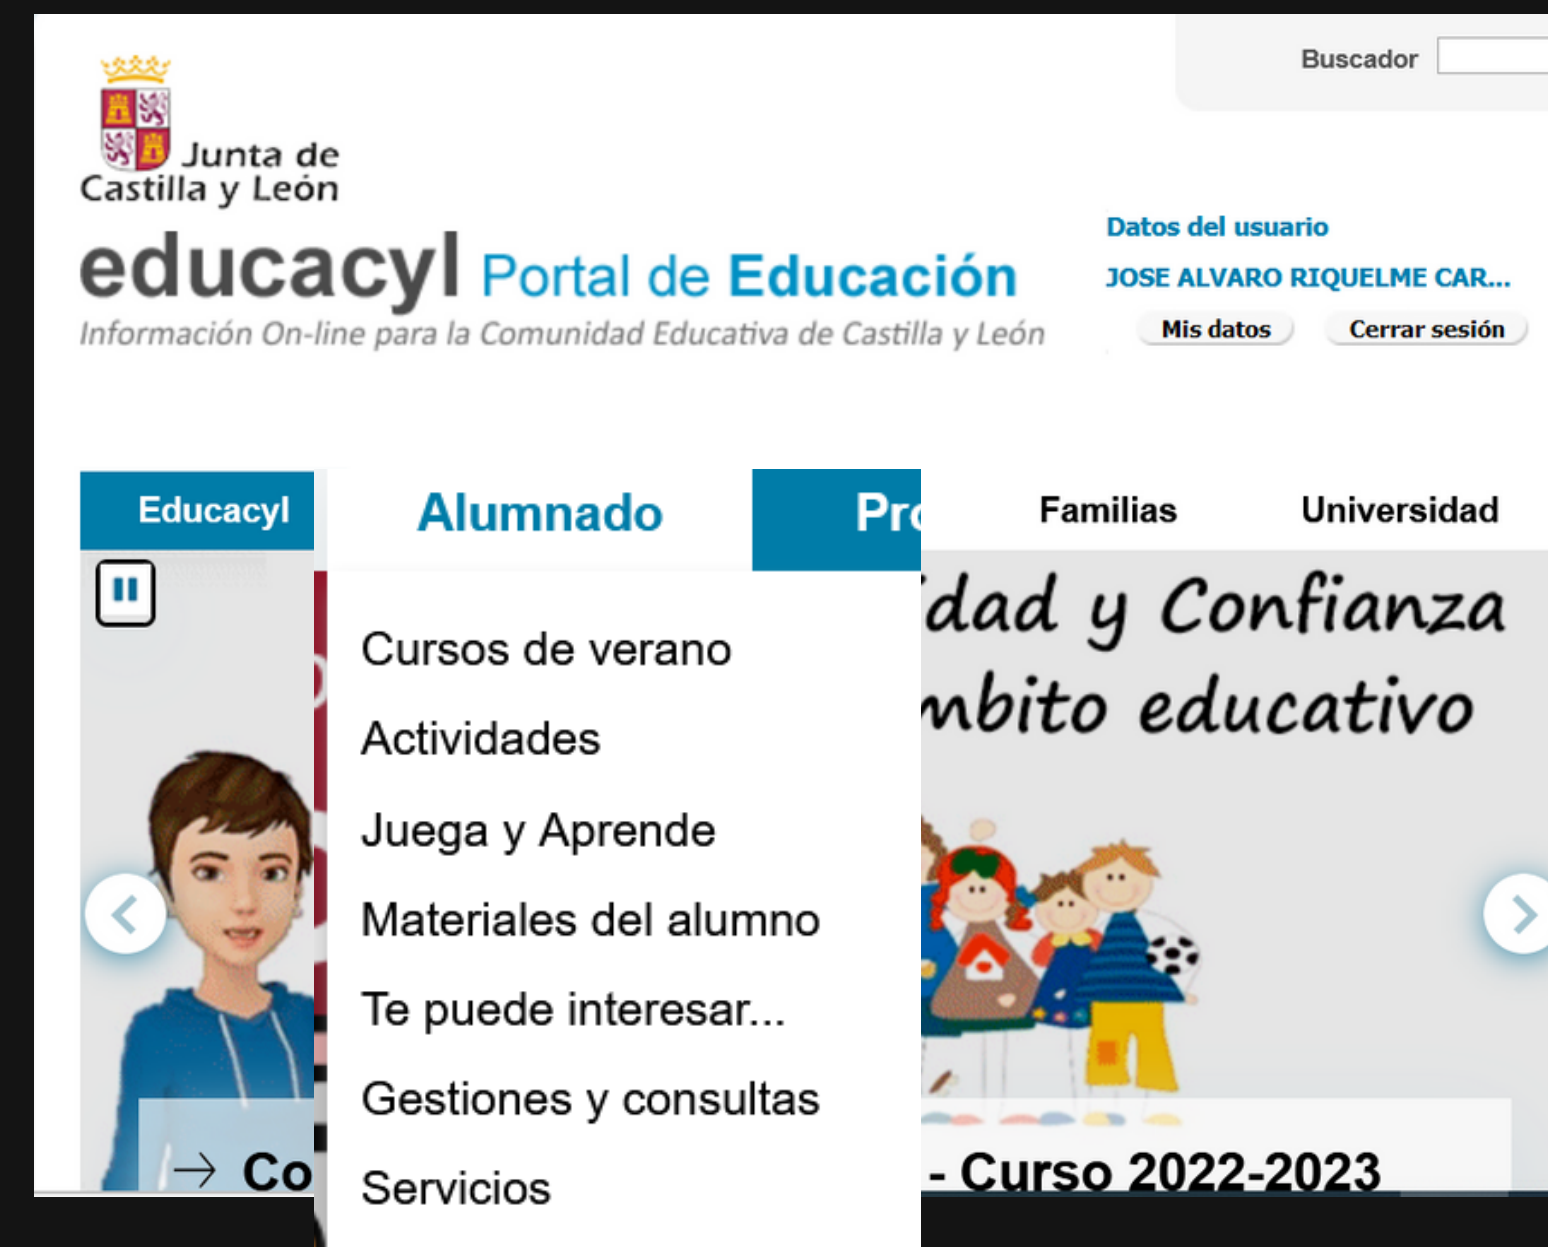 Buscador
Junta de
Castilla y León
educacyl Portal de Educación
Información On-line para la Comunidad Educativa de Castilla y León
Datos del usuario
JOSE ALVARO RIQUELME CAR...
Mis datos
Cerrar sesión
Educacyl
Alumnado
Familias
Universidad
Cursos de verano
Actividades
Juega y Aprende
Materiales del alumno
Te puede interesar...
Gestiones y consultas
Servicios
y Confianza
educativo
- Curso 2022-2023